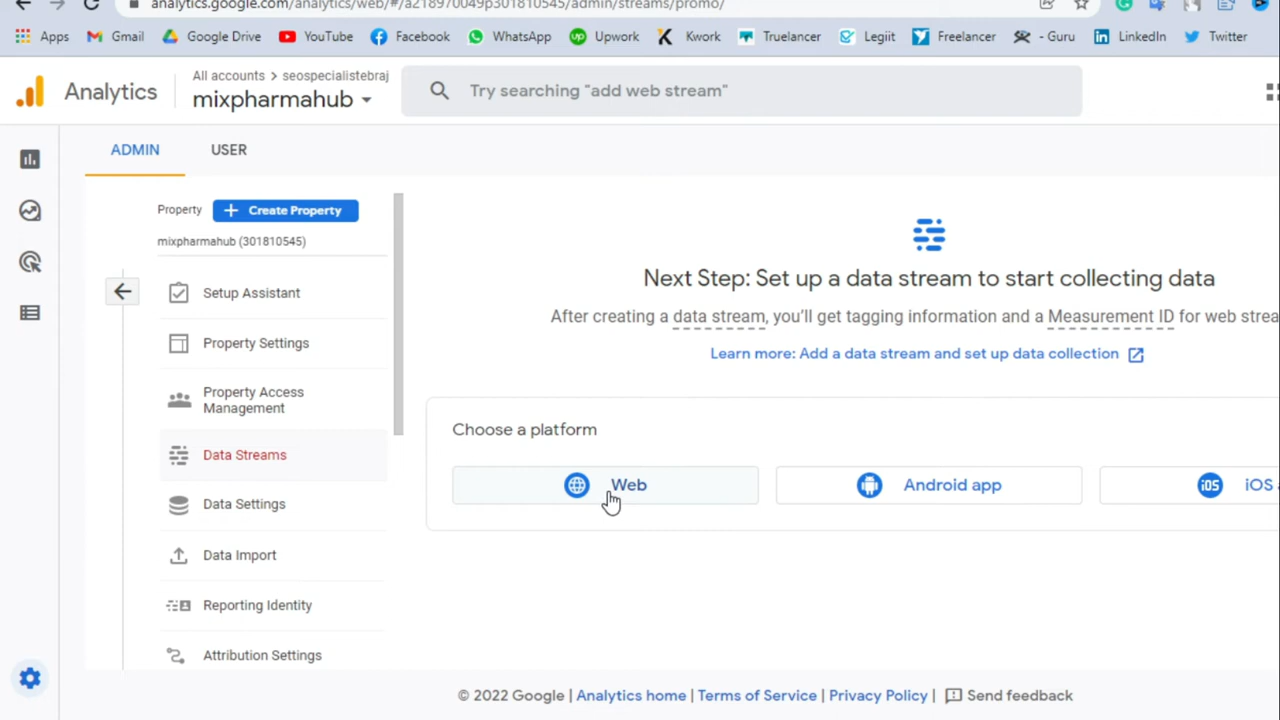 analytics.google.com/analytics/web/#/a218970049p301810545/admin/streams/promo/
Apps Gmail Google Drive YouTube Facebook WhatsApp Upwork Kwork Truelancer Legiit Freelancer - Guru LinkedIn Twitter
All accounts > seospecialistebraj
Analytics mixpharmahub
Try searching "add web stream"
ADMIN USER
Property + Create Property
mixpharmahub (301810545)
Setup Assistant
Property Settings
Property Access
Management
Data Streams
Data Settings
Data Import
Reporting Identity
Attribution Settings
Next Step: Set up a data stream to start collecting data
After creating a data stream, you'll get tagging information and a Measurement ID for web strea
Learn more: Add a data stream and set up data collection
Choose a platform
Web Android app iOS iOS
© 2022 Google | Analytics home | Terms of Service | Privacy Policy | Send feedback